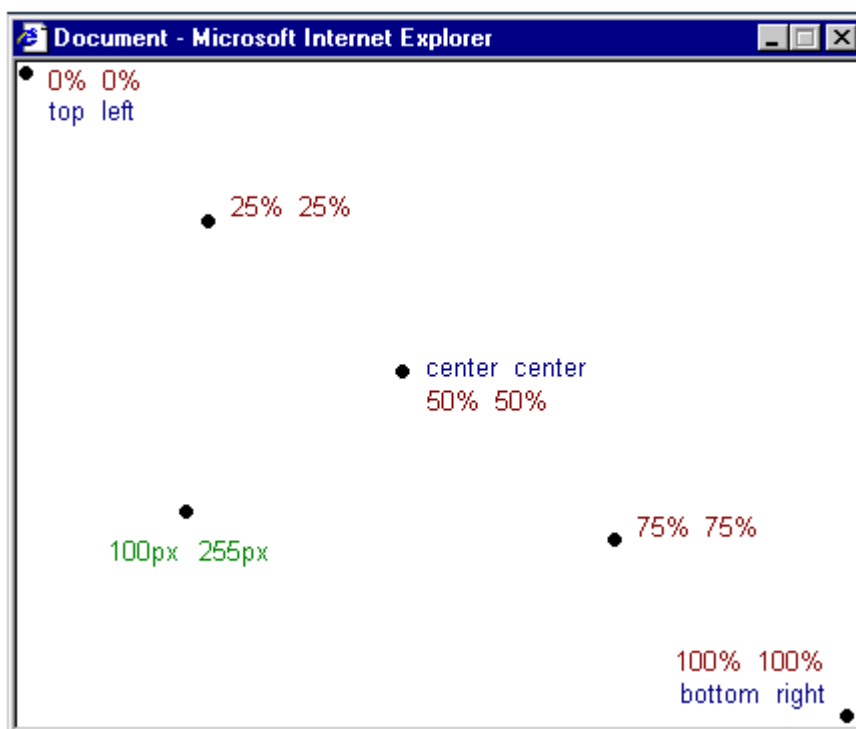 Document - Microsoft Internet Explorer
0% 0%
top left
25% 25%
center center
50% 50%
100px 255px
75% 75%
100% 100%
bottom right